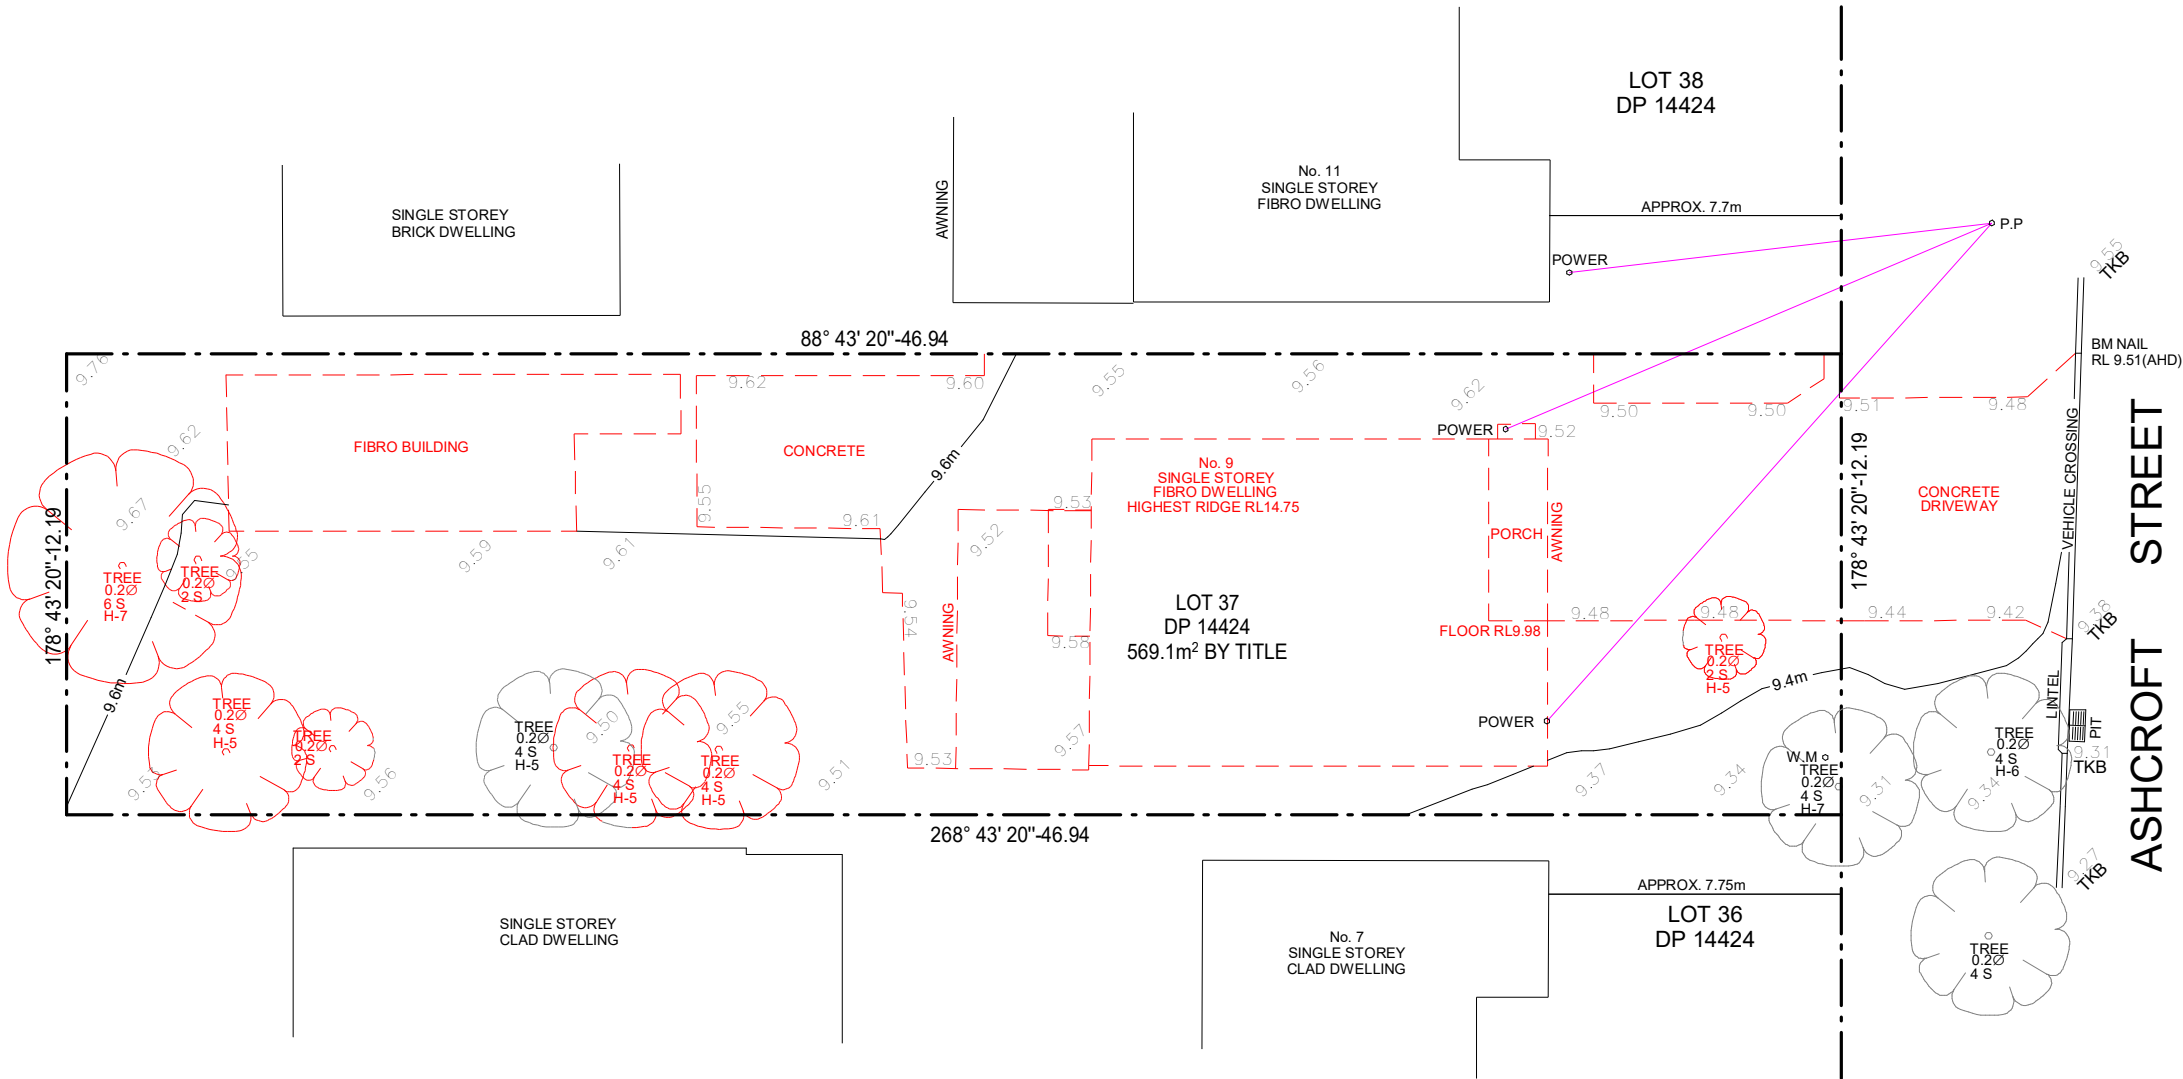 LOT 38
DP 14424
No. 11
SINGLE STOREY
FIBRO DWELLING
SINGLE STOREY
BRICK DWELLING
AWNING
APPROX. 7.7m
P.P
POWER
9.55
TKB
88° 43' 20"-46.94
BM NAIL
RL 9.51(AHD)
9.76
9.62
9.60
9.55
9.56
9.62
9.50
9.50
9.51
9.48
POWER
9.52
9.62
FIBRO BUILDING
CONCRETE
9.6m
No. 9
SINGLE STOREY
FIBRO DWELLING
HIGHEST RIDGE RL14.75
CONCRETE
DRIVEWAY
VEHICLE CROSSING
178° 43' 20"-12.19
178° 43' 20"-12.19
9.67
9.55
9.61
9.53
9.52
PORCH
AWNING
9.59
9.61
TREE
0.2Ø
6 S
H-7
TREE
0.2Ø
2 S
9.54
AWNING
9.58
LOT 37
DP 14424
569.1m² BY TITLE
FLOOR RL9.98
9.48
9.48
9.44
9.42
9.38
TKB
TREE
0.2Ø
2 S
H-5
9.4m
LINTEL
9.6m
TREE
0.2Ø
4 S
H-5
TREE
0.2Ø
2 S
9.56
TREE
0.2Ø
4 S
H-5
9.50
TREE
0.2Ø
4 S
H-5
9.55
TREE
0.2Ø
4 S
H-5
9.51
9.53
9.57
POWER
9.37
9.34
W.M
TREE
0.2Ø
4 S
H-7
9.31
TREE
0.2Ø
4 S
H-6
9.34
PIT
9.31
TKB
ASHCROFT STREET
268° 43' 20"-46.94
9.27
TKB
APPROX. 7.75m
LOT 36
DP 14424
SINGLE STOREY
CLAD DWELLING
No. 7
SINGLE STOREY
CLAD DWELLING
TREE
0.2Ø
4 S